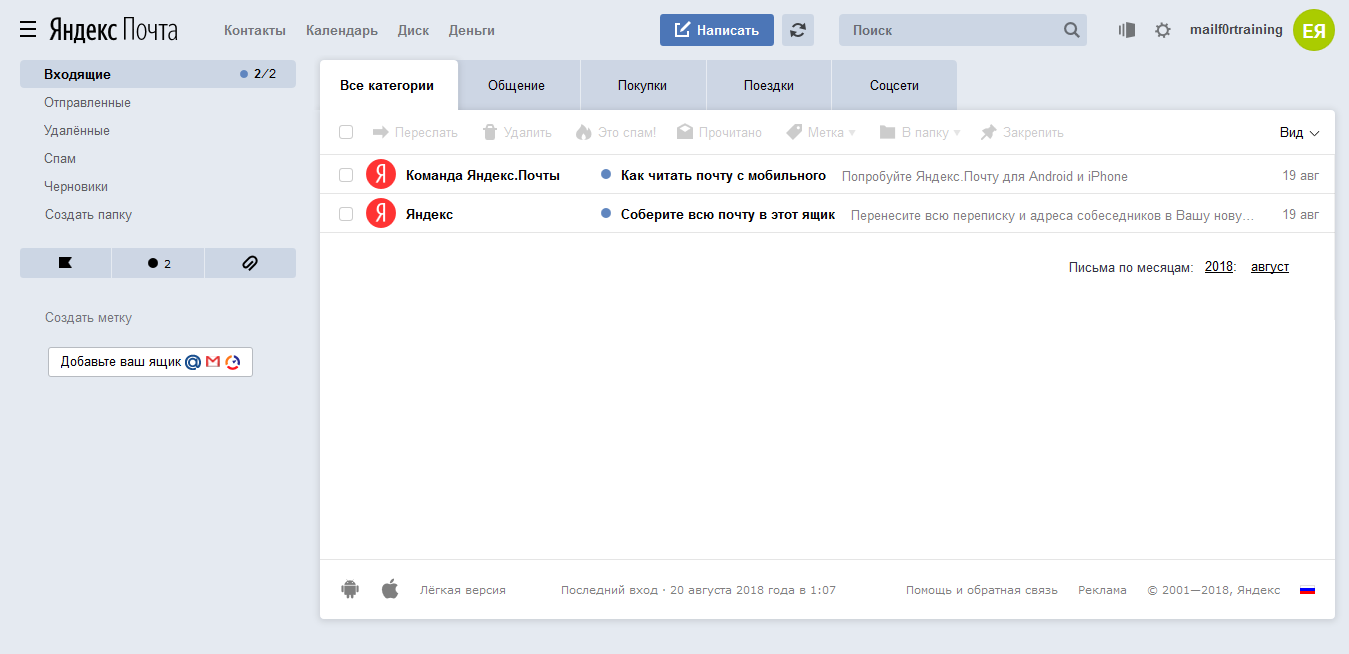 Яндекс Почта
Контакты Календарь Диск Деньги
Написать
Поиск
mailf0rtraining
ЕЯ
Входящие 2/2
Отправленные
Удалённые
Спам
Черновики
Создать папку
2
Создать метку
Добавьте ваш ящик
Все категории Общение Покупки Поездки Соцсети
Переслать Удалить Это спам! Прочитано Метка В папку Закрепить Вид
Я Команда Яндекс.Почты Как читать почту с мобильного Попробуйте Яндекс.Почту для Android и iPhone 19 авг
Я Яндекс Соберите всю почту в этот ящик Перенесите всю переписку и адреса собеседников в Вашу нову... 19 авг
Письма по месяцам: 2018: август
Лёгкая версия Последний вход · 20 августа 2018 года в 1:07 Помощь и обратная связь Реклама © 2001—2018, Яндекс